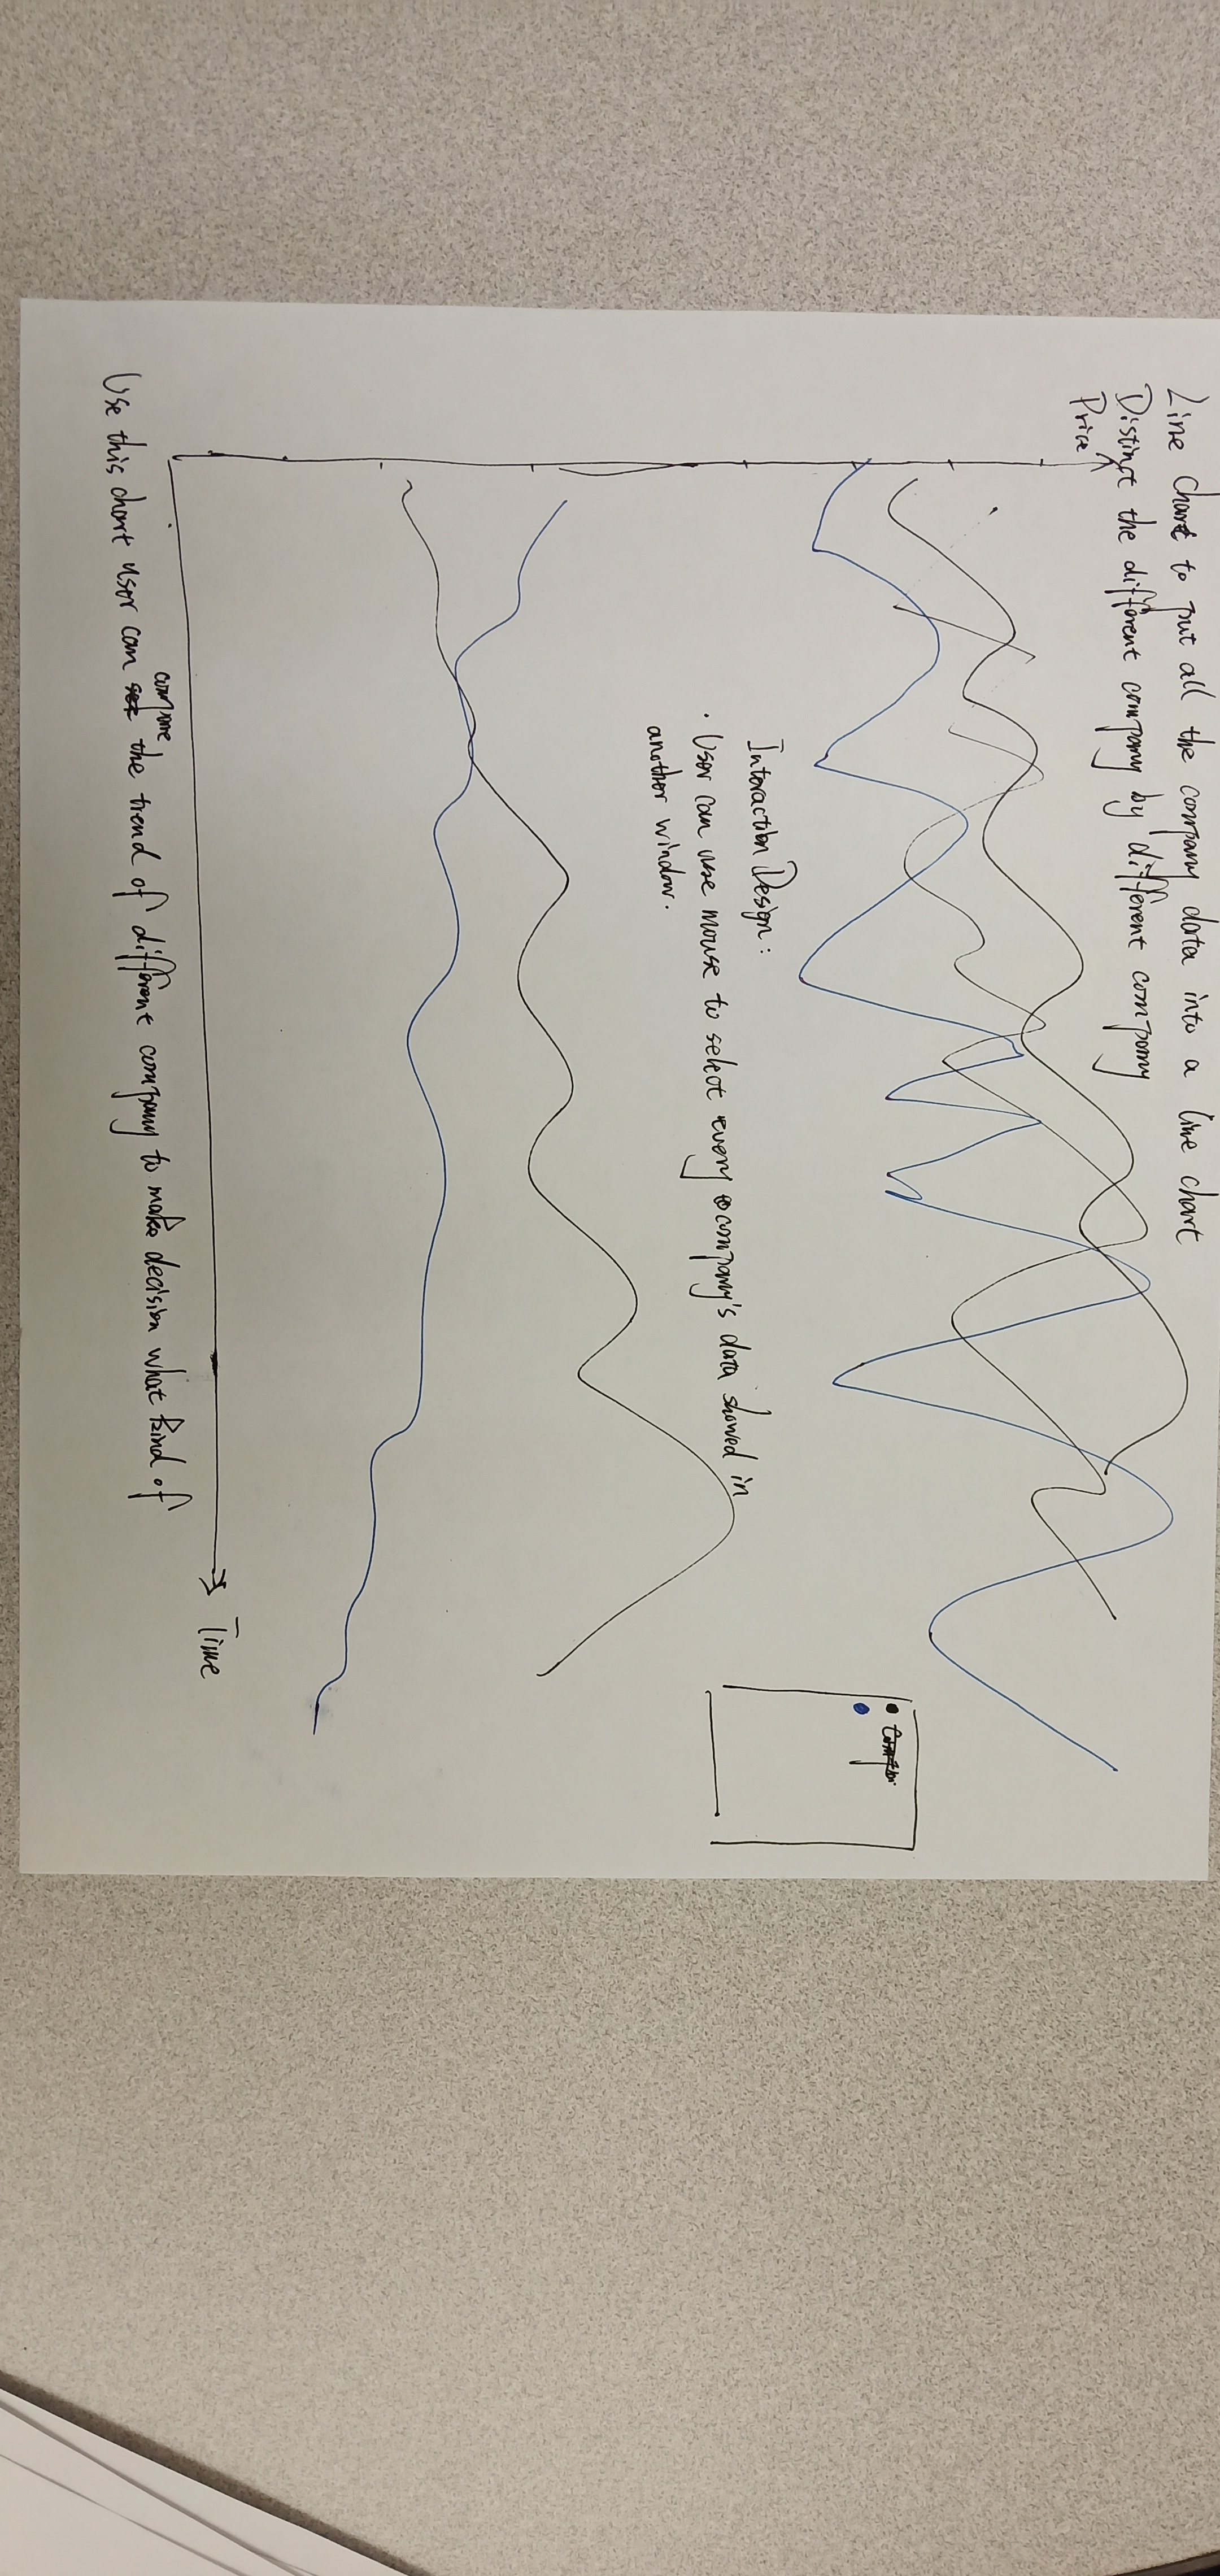 Line chart to put all the company data into a line chart
Distinct the different company by different company
Price
Interaction Design:
· User can use mouse to select every company's data showed in
another window.
Time
compare
Use this chart user can the trend of different company to make decision what kind of